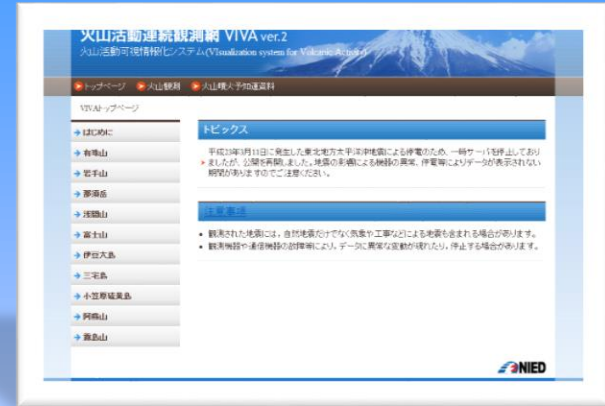 火山活動連続観測網 VIVA ver.2
火山活動可視情報化システム(VIsualization system for Volcanic Activity)
トップページ 火山観測 火山噴火予知連資料
VIVAトップページ
はじめに
有珠山
岩手山
那須岳
浅間山
富士山
伊豆大島
三宅島
小笠原硫黄島
阿蘇山
霧島山
トピックス
平成23年3月11日に発生した東北地方太平洋沖地震による停電のため、一時サーバを停止しており
ましたが、公開を再開しました。地震の影響による機器の異常、停電等によりデータが表示されない
期間がありますのでご注意ください。
注意事項
観測された地震には、自然地震だけでなく気象や工事などによる地震も含まれる場合があります。
観測機器や通信機器の故障等により、データに異常な変動が現れたり、停止する場合があります。
NIED